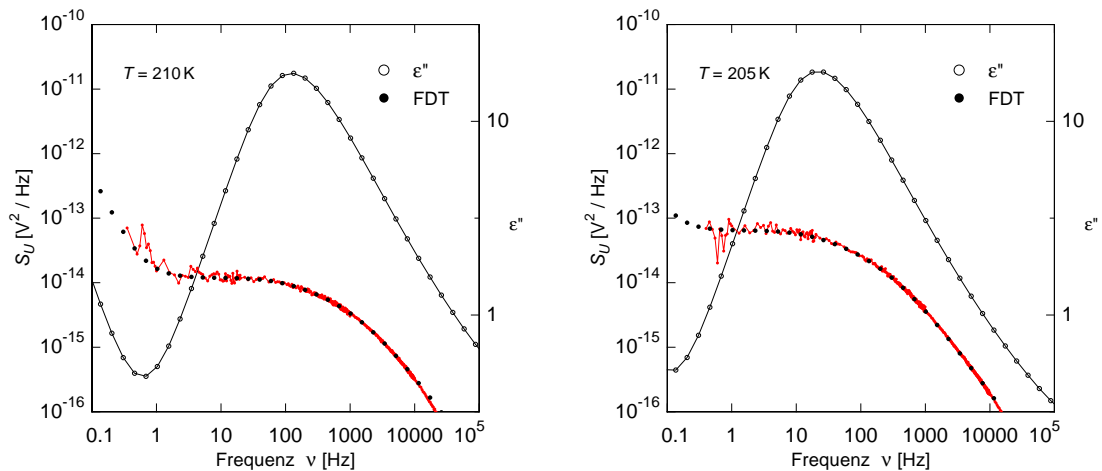 10^-10
10^-11
10^-12
10^-13
10^-14
10^-15
10^-16
S_U [V^2 / Hz]
T = 210 K
ε"
FDT
10
1
ε"
0.1 1 10 100 1000 10000 10^5
Frequenz ν [Hz]
10^-10
10^-11
10^-12
10^-13
10^-14
10^-15
10^-16
S_U [V^2 / Hz]
T = 205 K
ε"
FDT
10
1
ε"
0.1 1 10 100 1000 10000 10^5
Frequenz ν [Hz]